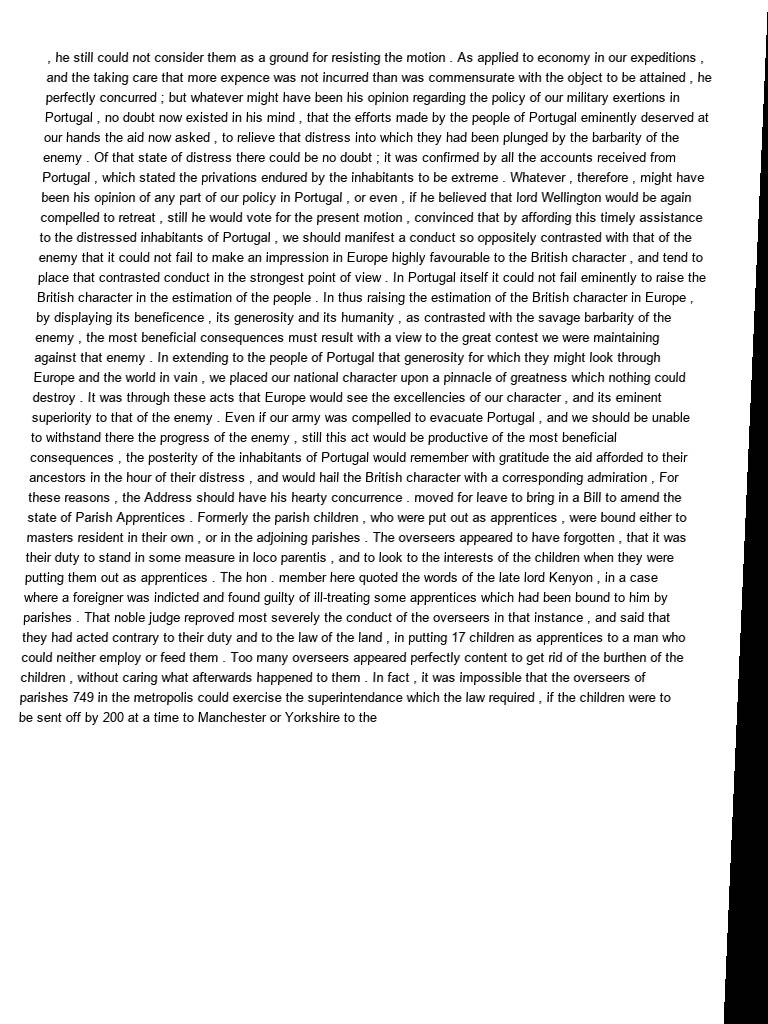 , he still could not consider them as a ground for resisting the motion . As applied to economy in our expeditions ,
and the taking care that more expence was not incurred than was commensurate with the object to be attained , he
perfectly concurred ; but whatever might have been his opinion regarding the policy of our military exertions in
Portugal , no doubt now existed in his mind , that the efforts made by the people of Portugal eminently deserved at
our hands the aid now asked , to relieve that distress into which they had been plunged by the barbarity of the
enemy . Of that state of distress there could be no doubt ; it was confirmed by all the accounts received from
Portugal , which stated the privations endured by the inhabitants to be extreme . Whatever , therefore , might have
been his opinion of any part of our policy in Portugal , or even , if he believed that lord Wellington would be again
compelled to retreat , still he would vote for the present motion , convinced that by affording this timely assistance
to the distressed inhabitants of Portugal , we should manifest a conduct so oppositely contrasted with that of the
enemy that it could not fail to make an impression in Europe highly favourable to the British character , and tend to
place that contrasted conduct in the strongest point of view . In Portugal itself it could not fail eminently to raise the
British character in the estimation of the people . In thus raising the estimation of the British character in Europe ,
by displaying its beneficence , its generosity and its humanity , as contrasted with the savage barbarity of the
enemy , the most beneficial consequences must result with a view to the great contest we were maintaining
against that enemy . In extending to the people of Portugal that generosity for which they might look through
Europe and the world in vain , we placed our national character upon a pinnacle of greatness which nothing could
destroy . It was through these acts that Europe would see the excellencies of our character , and its eminent
superiority to that of the enemy . Even if our army was compelled to evacuate Portugal , and we should be unable
to withstand there the progress of the enemy , still this act would be productive of the most beneficial
consequences , the posterity of the inhabitants of Portugal would remember with gratitude the aid afforded to their
ancestors in the hour of their distress , and would hail the British character with a corresponding admiration , For
these reasons , the Address should have his hearty concurrence . moved for leave to bring in a Bill to amend the
state of Parish Apprentices . Formerly the parish children , who were put out as apprentices , were bound either to
masters resident in their own , or in the adjoining parishes . The overseers appeared to have forgotten , that it was
their duty to stand in some measure in loco parentis , and to look to the interests of the children when they were
putting them out as apprentices . The hon . member here quoted the words of the late lord Kenyon , in a case
where a foreigner was indicted and found guilty of ill-treating some apprentices which had been bound to him by
parishes . That noble judge reproved most severely the conduct of the overseers in that instance , and said that
they had acted contrary to their duty and to the law of the land , in putting 17 children as apprentices to a man who
could neither employ or feed them . Too many overseers appeared perfectly content to get rid of the burthen of the
children , without caring what afterwards happened to them . In fact , it was impossible that the overseers of
parishes 749 in the metropolis could exercise the superintendance which the law required , if the children were to
be sent off by 200 at a time to Manchester or Yorkshire to the